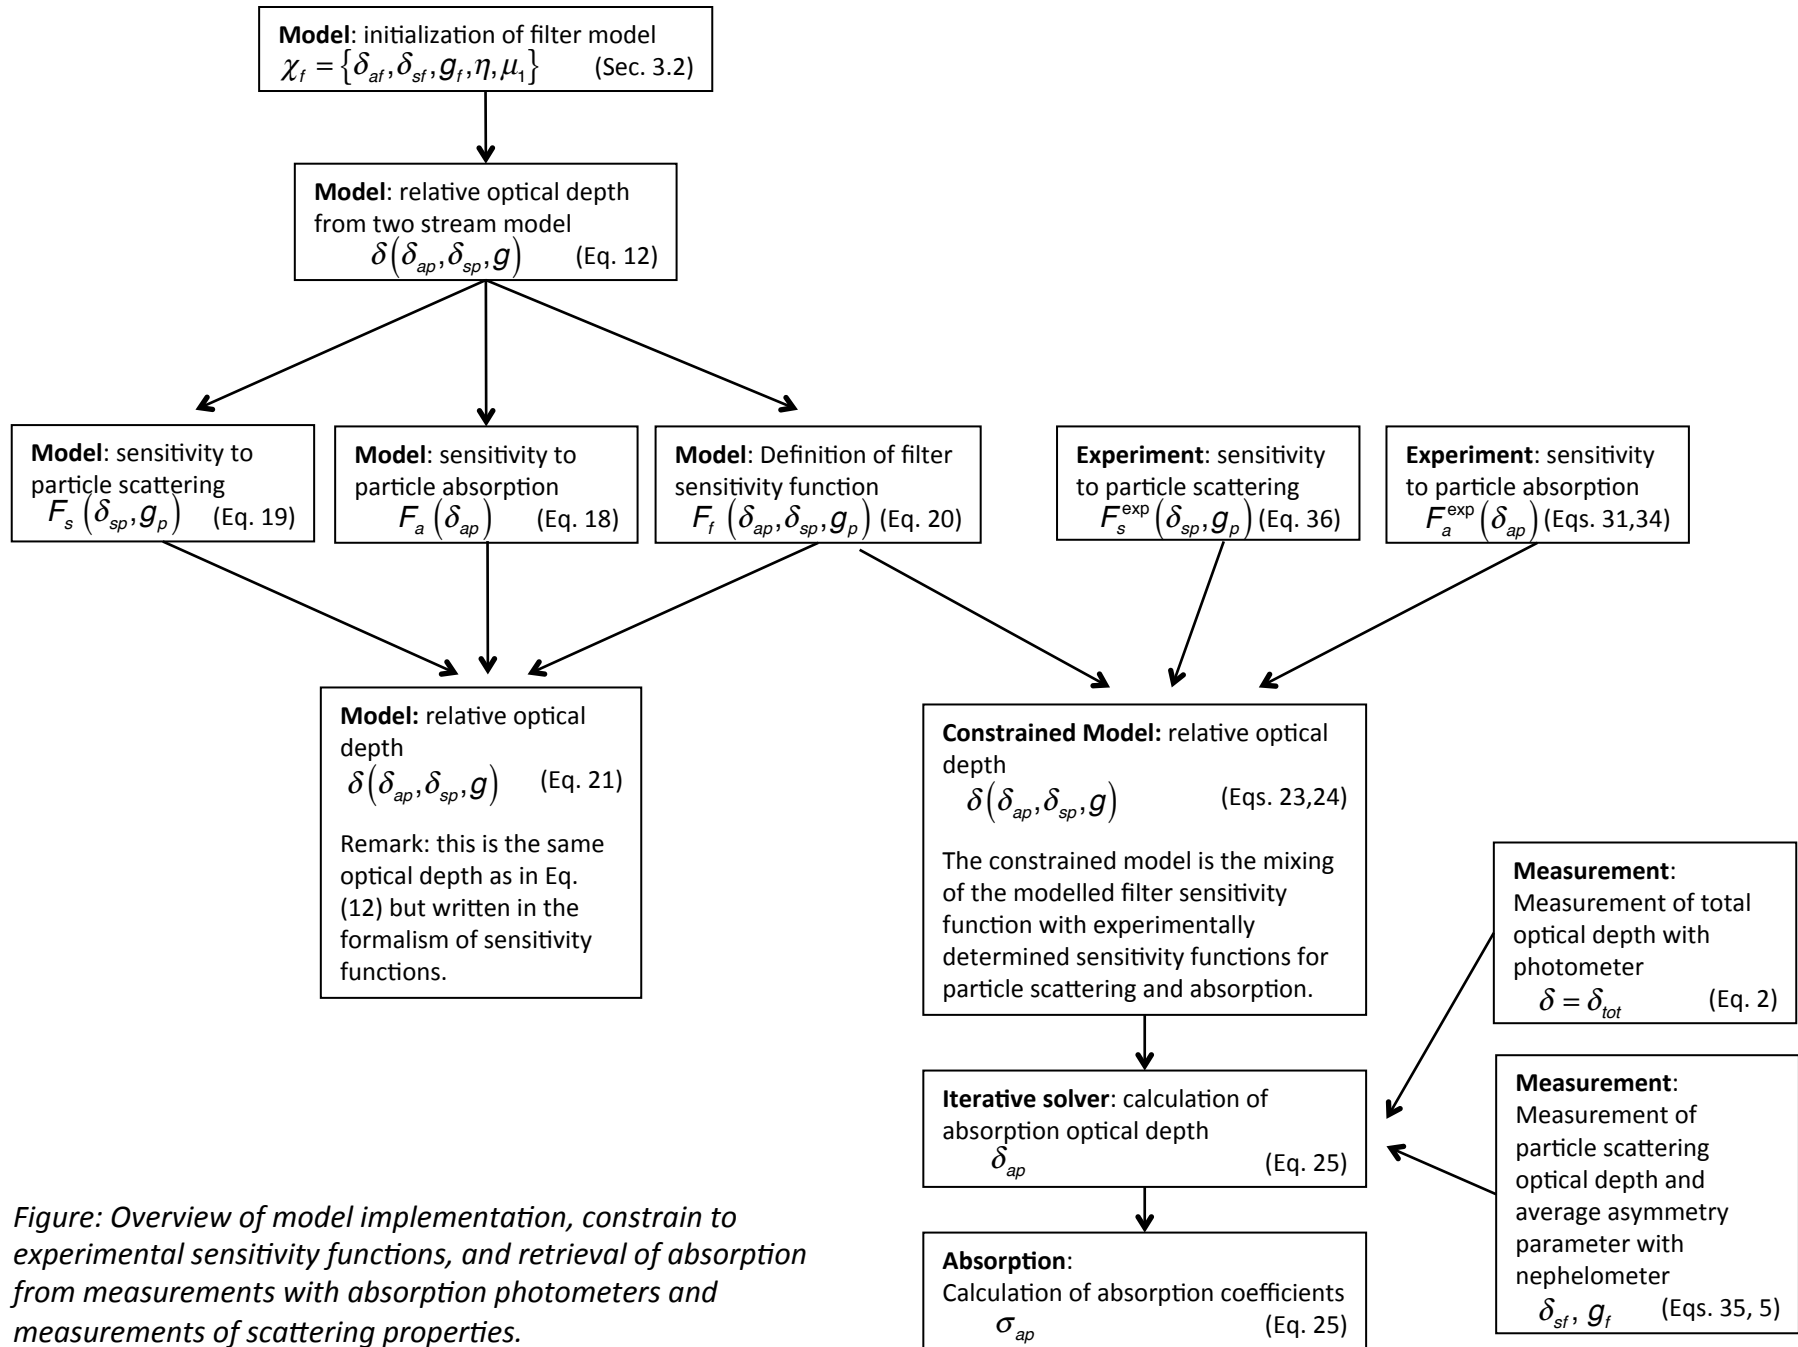 Model: initialization of filter model
χ_f = {δ_af, δ_sf, g_f, η, μ_1} (Sec. 3.2)
Model: relative optical depth
from two stream model
δ(δ_ap, δ_sp, g) (Eq. 12)
Model: sensitivity to
particle scattering
F_s (δ_sp, g_p) (Eq. 19)
Model: sensitivity to
particle absorption
F_a (δ_ap) (Eq. 18)
Model: Definition of filter
sensitivity function
F_f (δ_ap, δ_sp, g_p) (Eq. 20)
Experiment: sensitivity
to particle scattering
F_s^exp (δ_sp, g_p) (Eq. 36)
Experiment: sensitivity
to particle absorption
F_a^exp (δ_ap) (Eqs. 31,34)
Model: relative optical
depth
δ(δ_ap, δ_sp, g) (Eq. 21)
Remark: this is the same
optical depth as in Eq.
(12) but written in the
formalism of sensitivity
functions.
Constrained Model: relative optical
depth
δ(δ_ap, δ_sp, g) (Eqs. 23,24)
The constrained model is the mixing
of the modelled filter sensitivity
function with experimentally
determined sensitivity functions for
particle scattering and absorption.
Measurement:
Measurement of total
optical depth with
photometer
δ = δ_tot (Eq. 2)
Iterative solver: calculation of
absorption optical depth
δ_ap (Eq. 25)
Measurement:
Measurement of
particle scattering
optical depth and
average asymmetry
parameter with
nephelometer
δ_sf, g_f (Eqs. 35, 5)
Absorption:
Calculation of absorption coefficients
σ_ap (Eq. 25)
Figure: Overview of model implementation, constrain to
experimental sensitivity functions, and retrieval of absorption
from measurements with absorption photometers and
measurements of scattering properties.